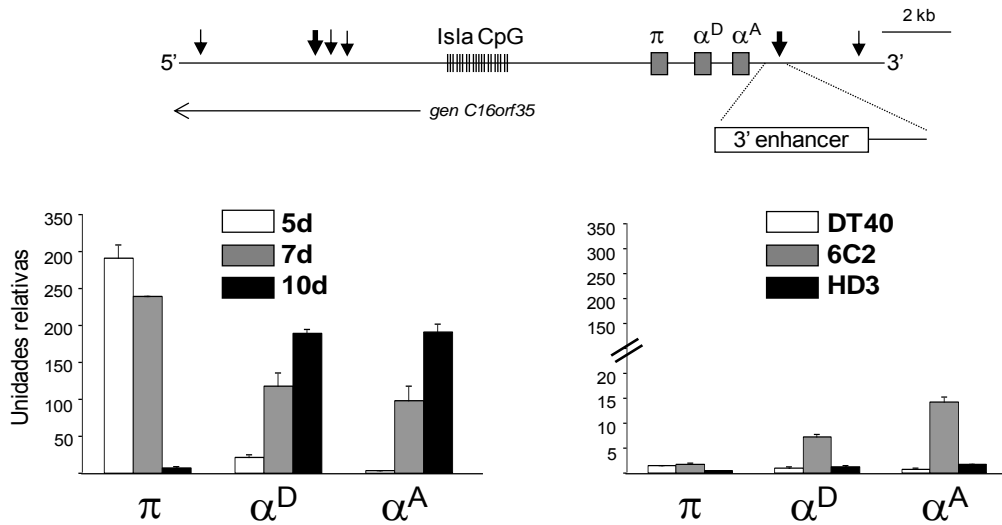 Isla CpG
π
α^D
α^A
2 kb
5'
3'
gen C16orf35
3' enhancer
Unidades relativas
350
300
250
200
200
100
50
5d
7d
10d
π
α^D
α^A
350
300
250
200
150
20
15
10
5
DT40
6C2
HD3
π
α^D
α^A